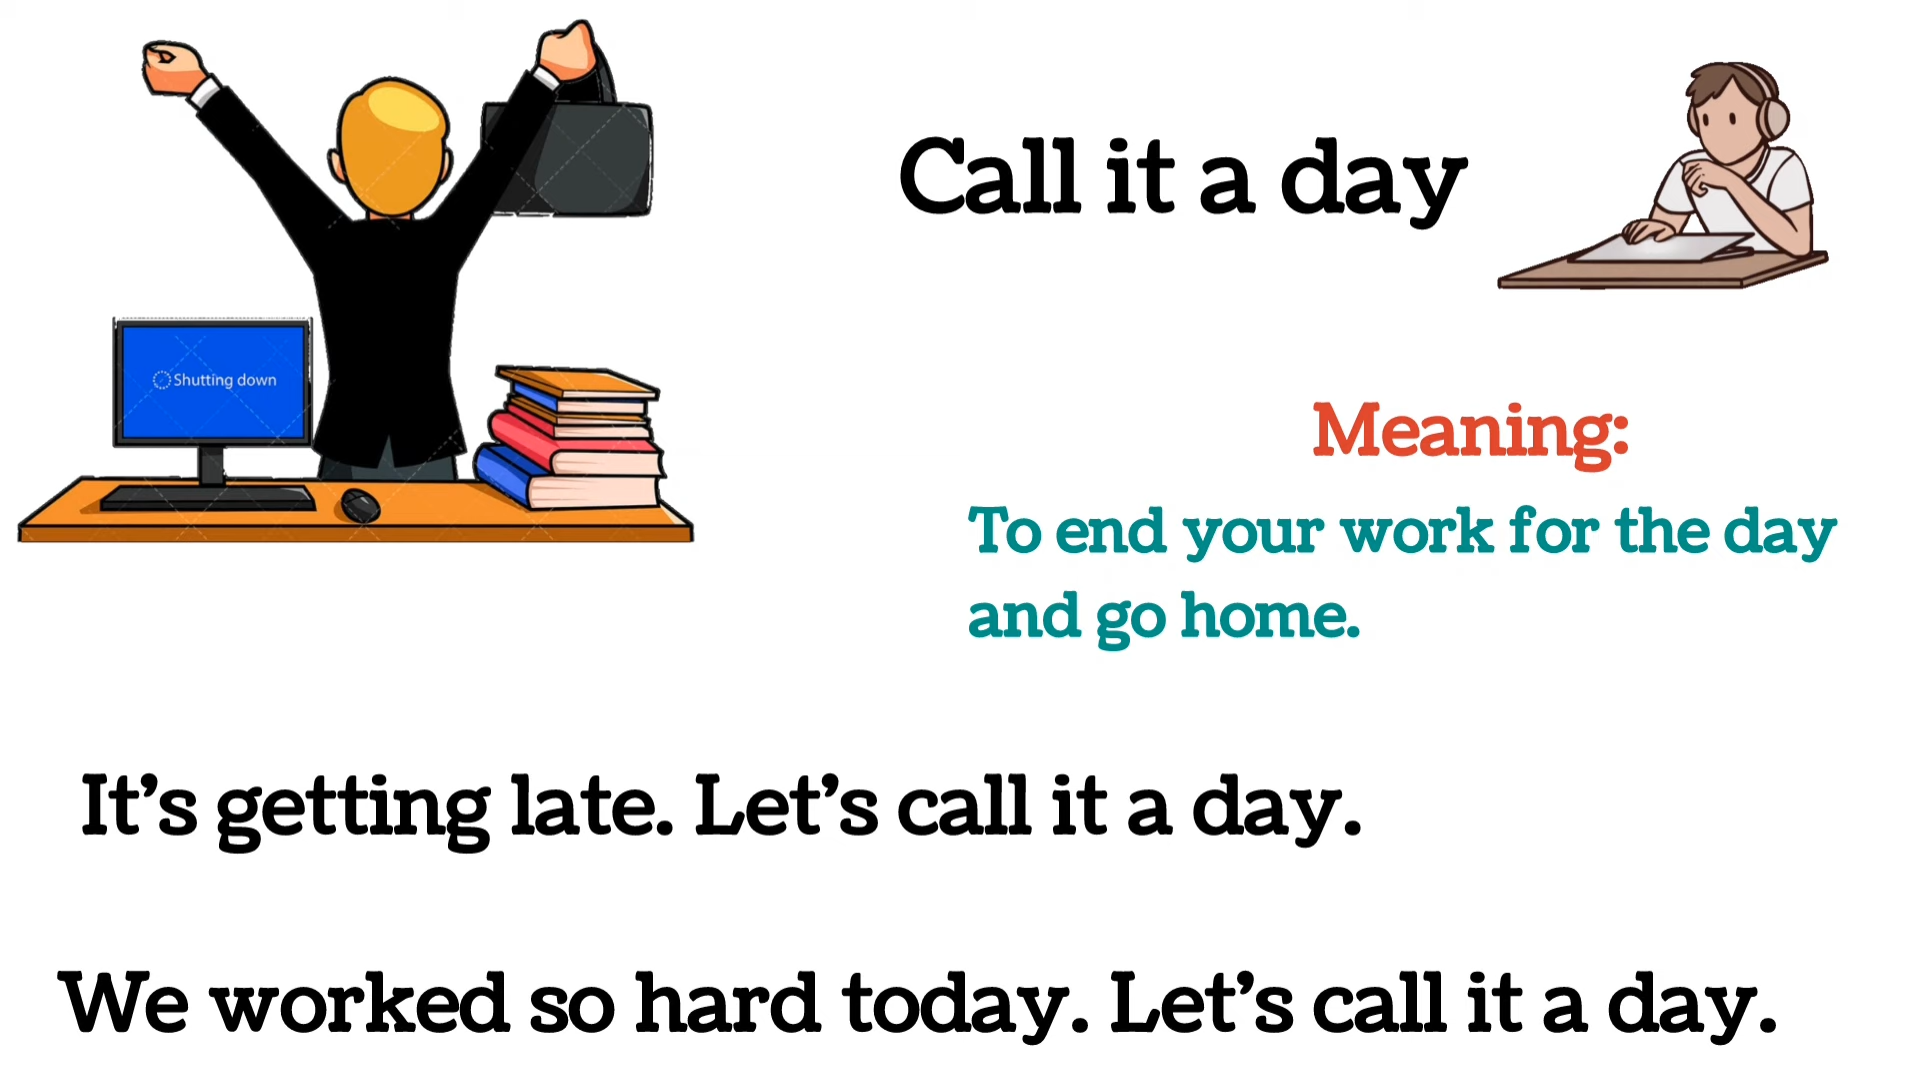 Call it a day
Shutting down
Meaning:
To end your work for the day
and go home.
It’s getting late. Let’s call it a day.
We worked so hard today. Let’s call it a day.